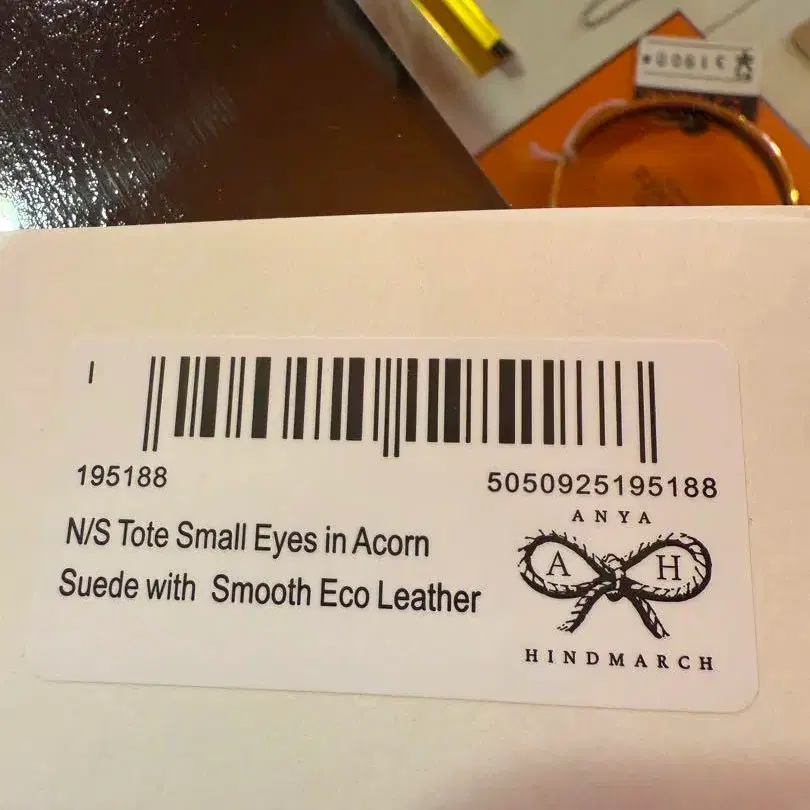 195188
5050925195188
N/S Tote Small Eyes in Acorn
Suede with Smooth Eco Leather
ANYA
A H
HINDMARCH